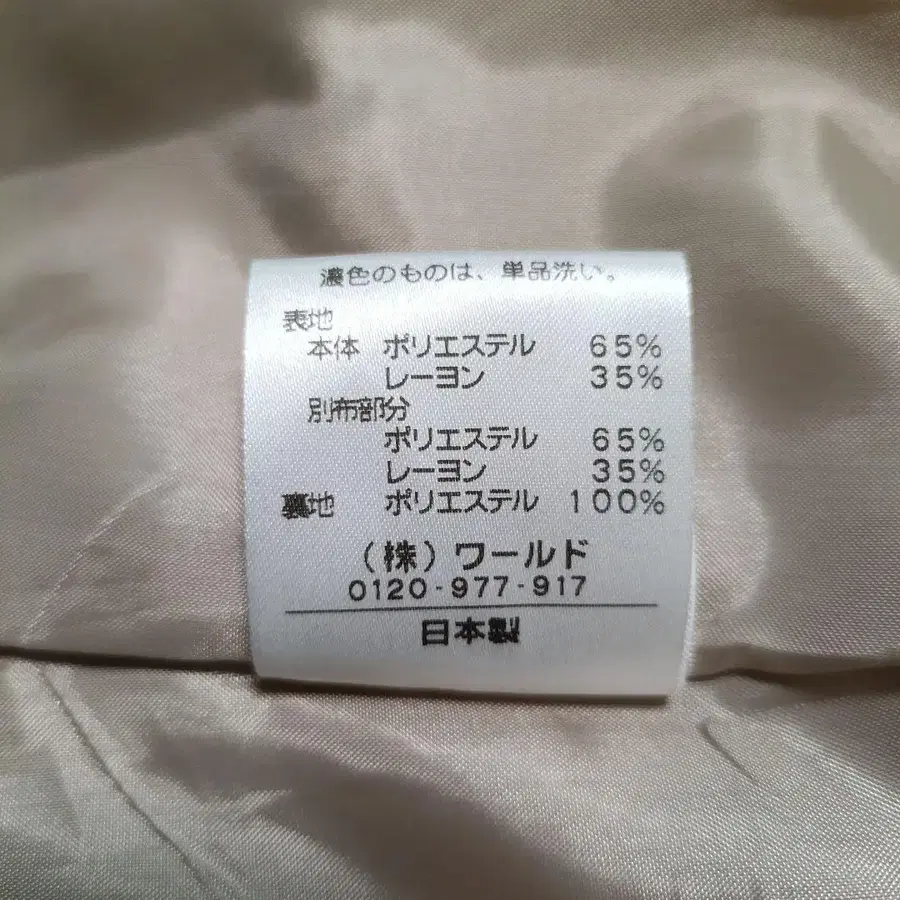 濃色のものは、単品洗い。
表地
本体 ポリエステル 65%
レーヨン 35%
別布部分
ポリエステル 65%
レーヨン 35%
裏地 ポリエステル 100%
(株)ワールド
0120-977-917
日本製